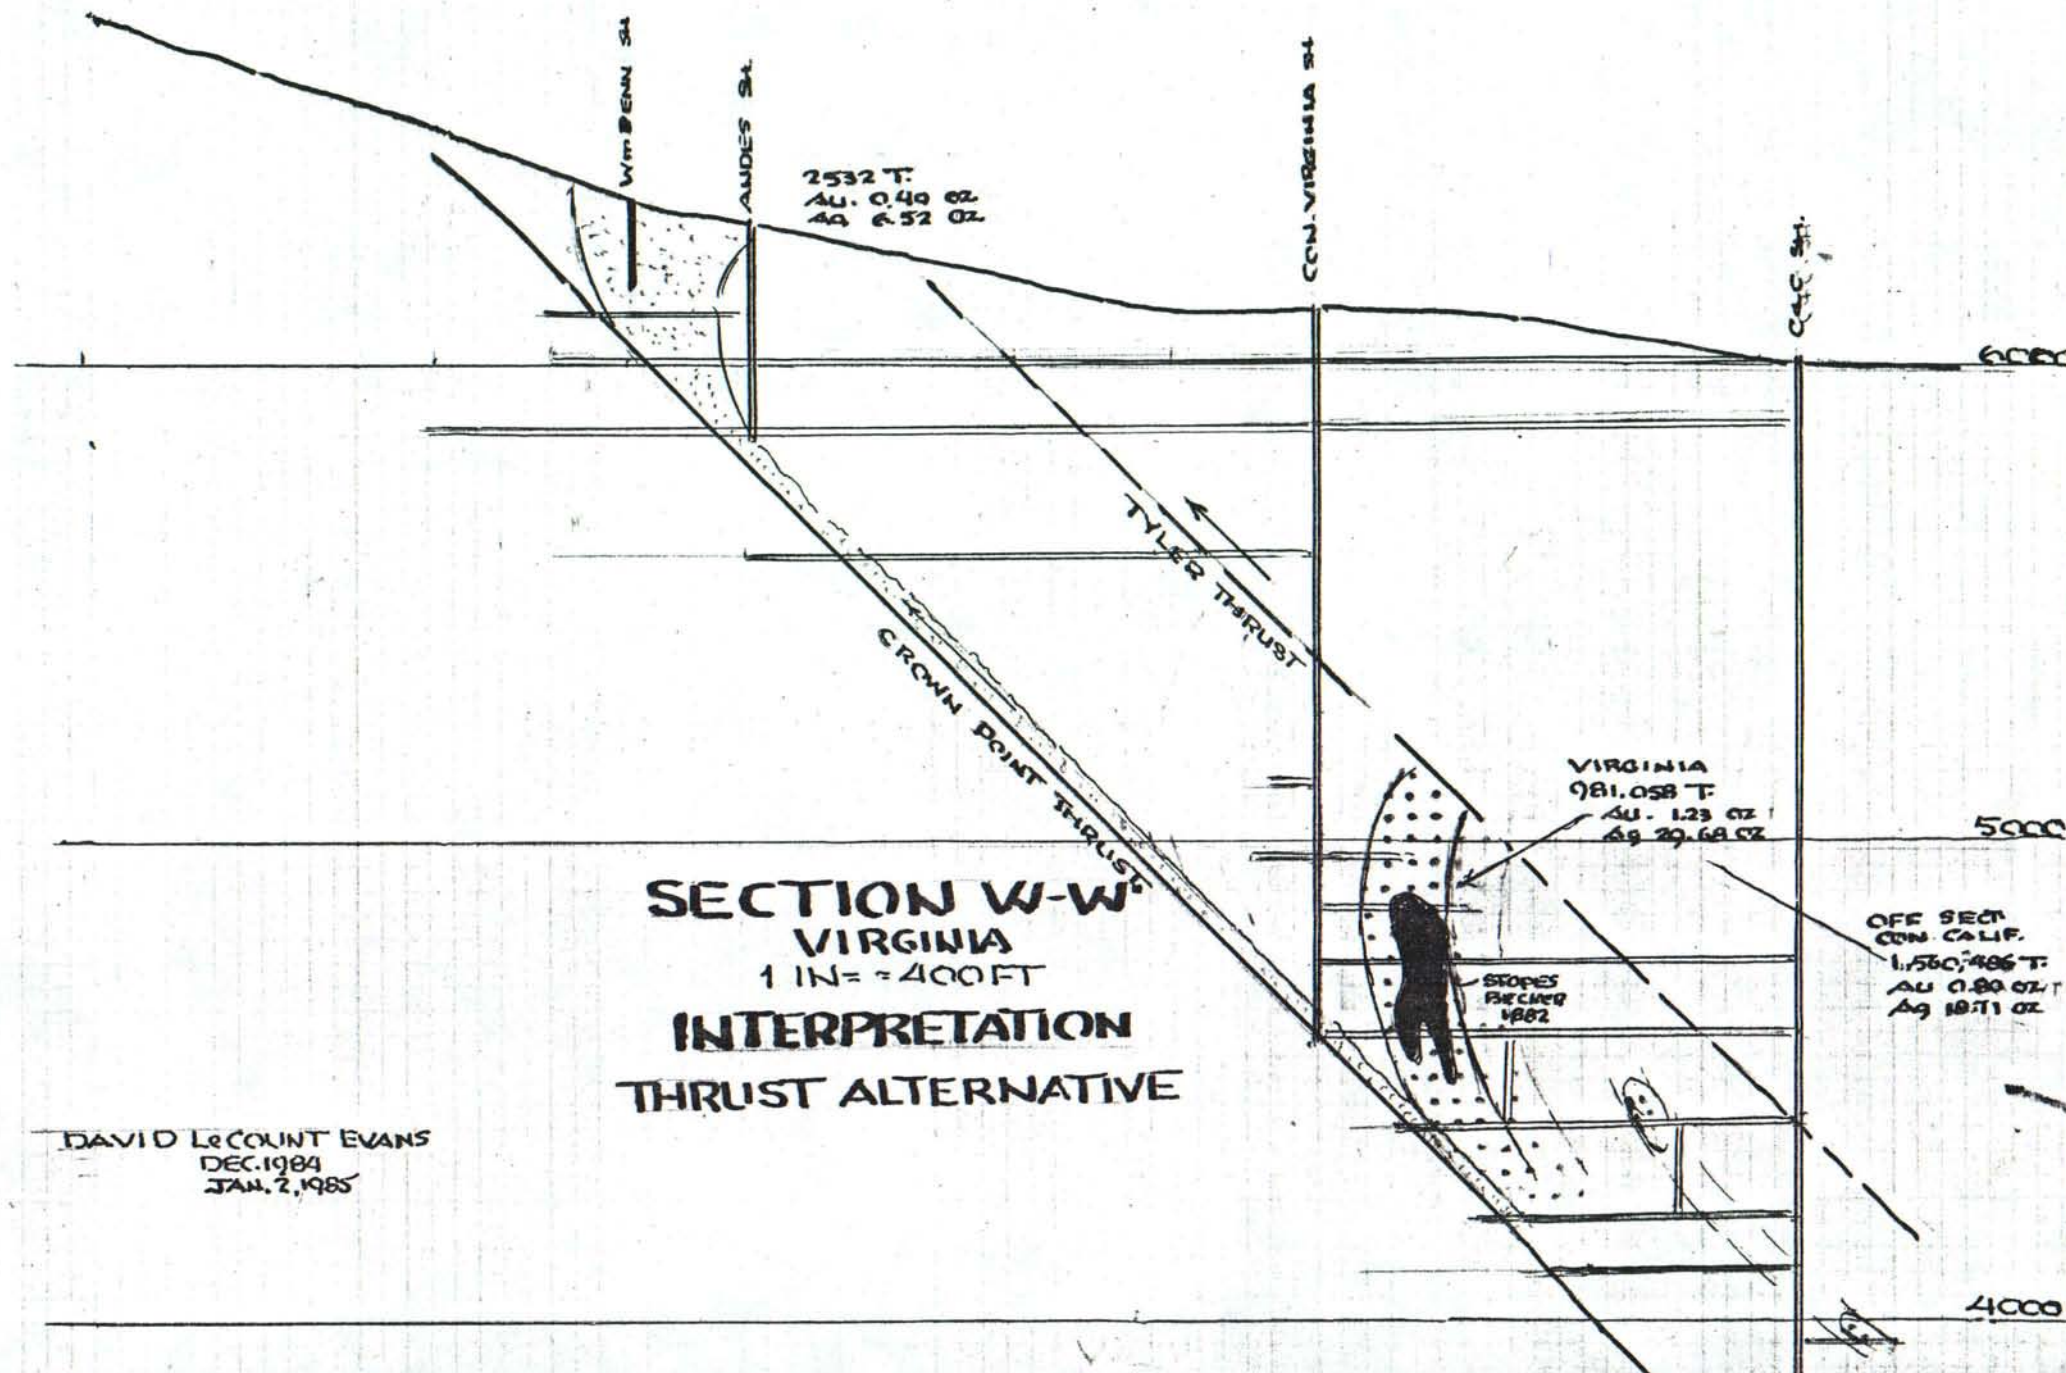 Wm PENN Sh
ANDES Sh.
CON. VIRGINIA SH
C&C Sh.
2532 T.
Au. 0.40 oz
Ag 6.52 oz
6000
TYLER THRUST
CROWN POINT THRUST
VIRGINIA
981.058 T.
Au. 1.23 oz
Ag 29.68 oz
5000
SECTION W-W'
VIRGINIA
1 IN= ≈400FT
INTERPRETATION
THRUST ALTERNATIVE
OFF SECT
CON. CALIF.
1,560,486 T.
Au 0.80 oz
Ag 18.71 oz
STOPES
BECKER
1882
DAVID LeCOUNT EVANS
DEC. 1984
JAN. 2, 1985
4000